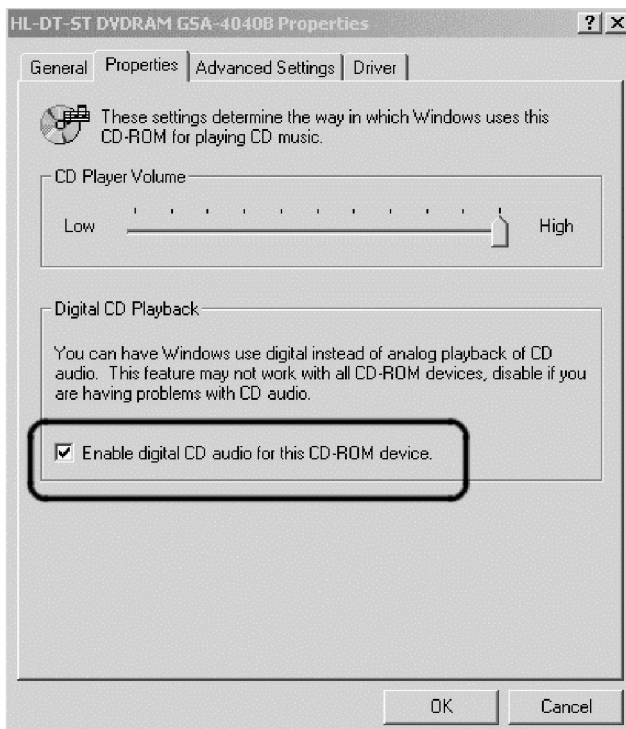 HL-DT-ST DVDRAM GSA-4040B Properties
General Properties Advanced Settings Driver
These settings determine the way in which Windows uses this
CD-ROM for playing CD music.
CD Player Volume
Low High
Digital CD Playback
You can have Windows use digital instead of analog playback of CD
audio. This feature may not work with all CD-ROM devices, disable if you
are having problems with CD audio.
Enable digital CD audio for this CD-ROM device.
OK Cancel